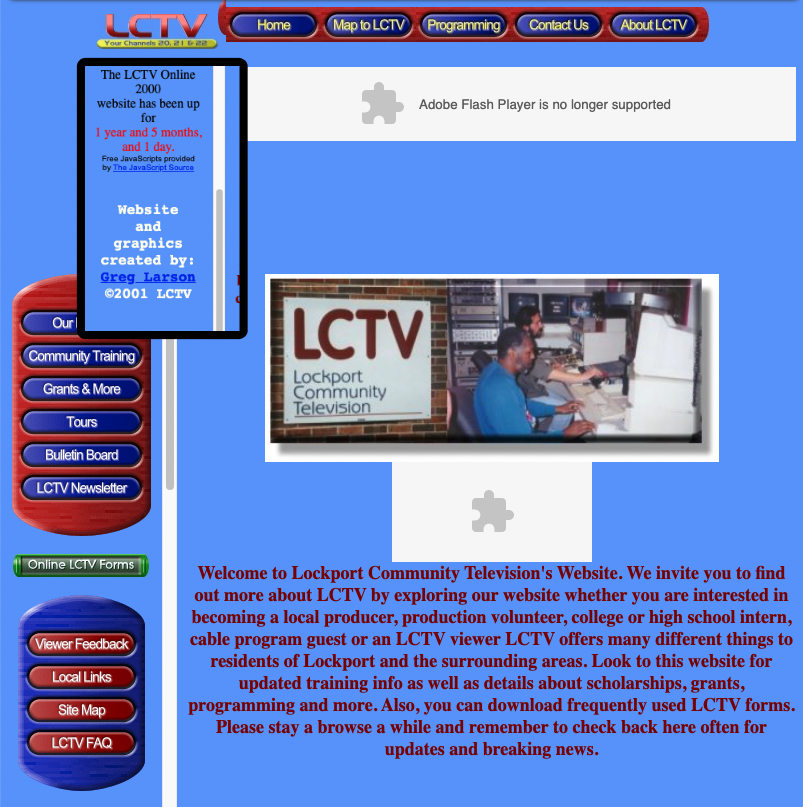 LCTV
Your Channels 20, 21 & 22
Home
Map to LCTV
Programming
Contact Us
About LCTV
The LCTV Online
2000
website has been up
for
1 year and 5 months,
and 1 day.
Free JavaScripts provided
by The JavaScript Source
Website
and
graphics
created by:
Greg Larson
©2001 LCTV
Adobe Flash Player is no longer supported
Our
Community Training
Grants & More
Tours
Bulletin Board
LCTV Newsletter
Online LCTV Forms
Viewer Feedback
Local Links
Site Map
LCTV FAQ
LCTV
Lockport
Community
Television
Welcome to Lockport Community Television's Website. We invite you to find
out more about LCTV by exploring our website whether you are interested in
becoming a local producer, production volunteer, college or high school intern,
cable program guest or an LCTV viewer LCTV offers many different things to
residents of Lockport and the surrounding areas. Look to this website for
updated training info as well as details about scholarships, grants,
programming and more. Also, you can download frequently used LCTV forms.
Please stay a browse a while and remember to check back here often for
updates and breaking news.